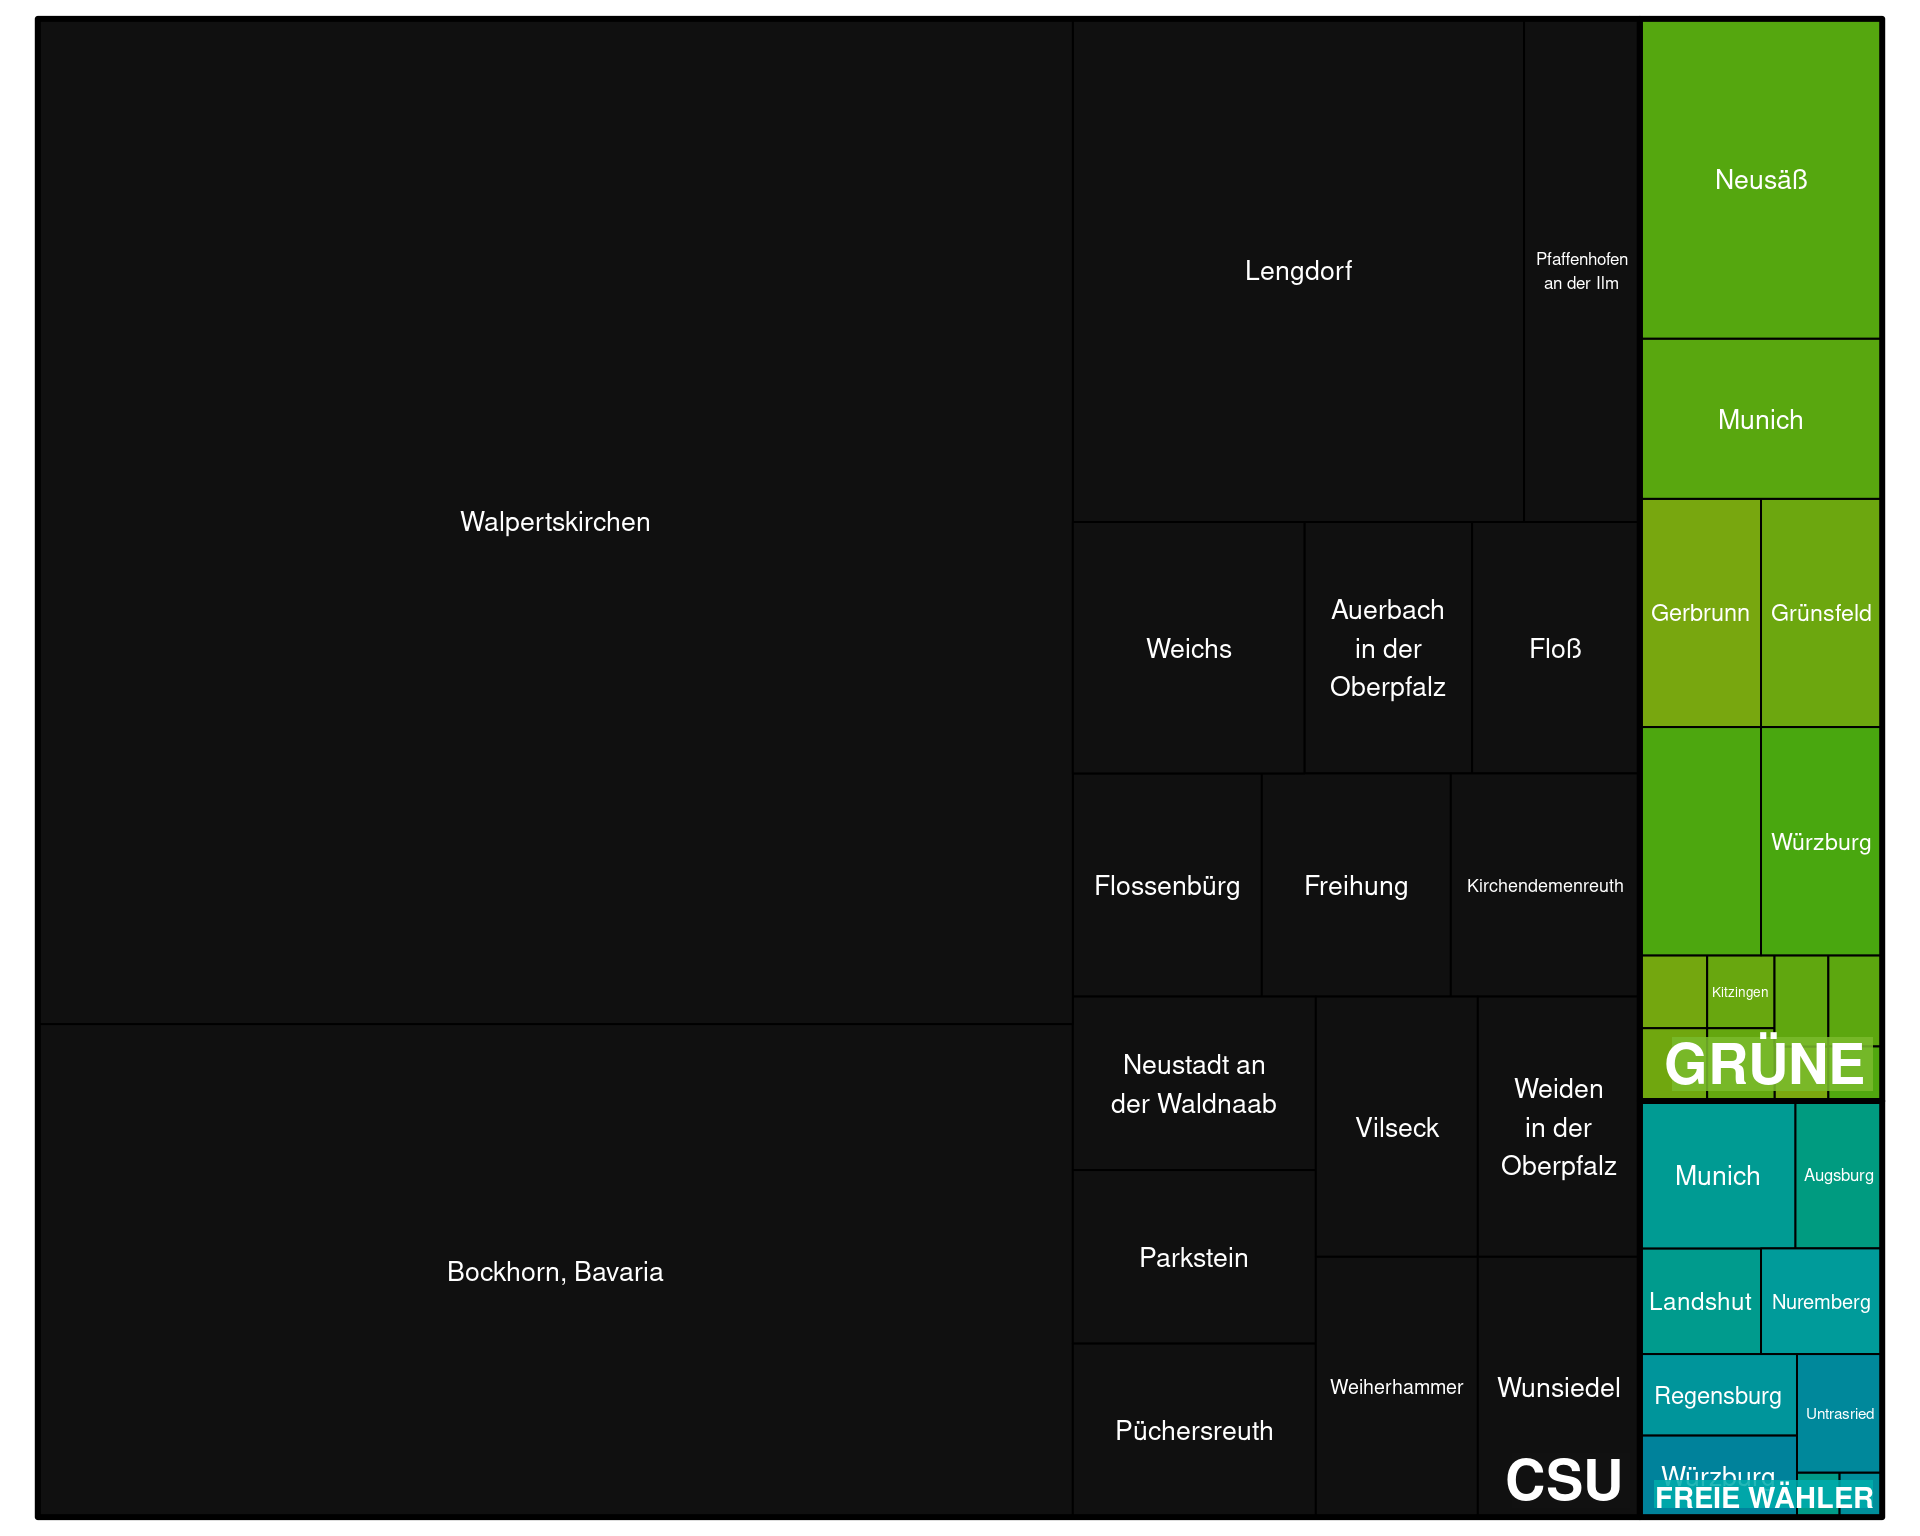 Walpertskirchen
Bockhorn, Bavaria
Lengdorf
Pfaffenhofen
an der Ilm
Weichs
Auerbach
in der
Oberpfalz
Floß
Flossenbürg
Freihung
Kirchendemenreuth
Neustadt an
der Waldnaab
Parkstein
Püchersreuth
Vilseck
Weiden
in der
Oberpfalz
Weiherhammer
Wunsiedel
CSU
Neusäß
Munich
Gerbrunn
Grünsfeld
Würzburg
Kitzingen
GRÜNE
Munich
Augsburg
Landshut
Nuremberg
Regensburg
Untrasried
Würzburg
FREIE WÄHLER